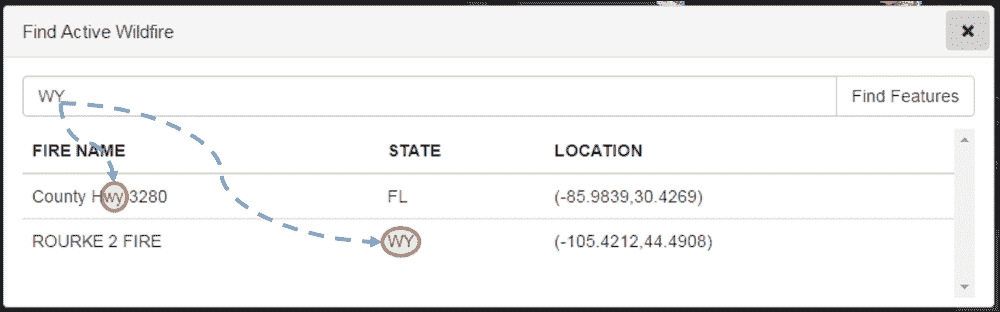 Find Active Wildfire ×
WY Find Features
FIRE NAME STATE LOCATION
County Hwy 3280 FL (-85.9839,30.4269)
ROURKE 2 FIRE WY (-105.4212,44.4908)